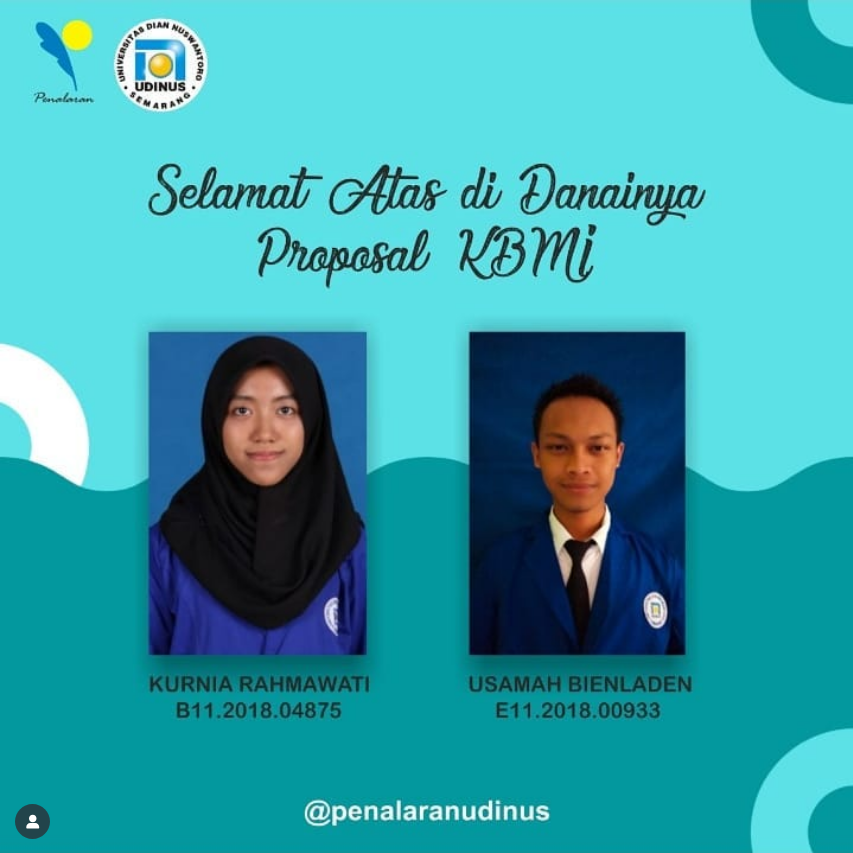 Penalaran
UNIVERSITAS DIAN NUSWANTORO
UDINUS
SEMARANG
Selamat Atas di Danainya
Proposal KBMI
KURNIA RAHMAWATI
B11.2018.04875
USAMAH BIENLADEN
E11.2018.00933
@penalaranudinus